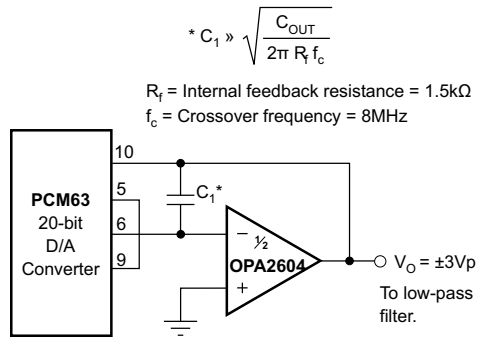 * C₁ » √ C_OUT / 2π R_f f_c
R_f = Internal feedback resistance = 1.5kΩ
f_c = Crossover frequency = 8MHz
10
PCM63
20-bit
D/A
Converter
5
6
9
C₁*
−
½
OPA2604
+
V_O = ±3Vp
To low-pass
filter.